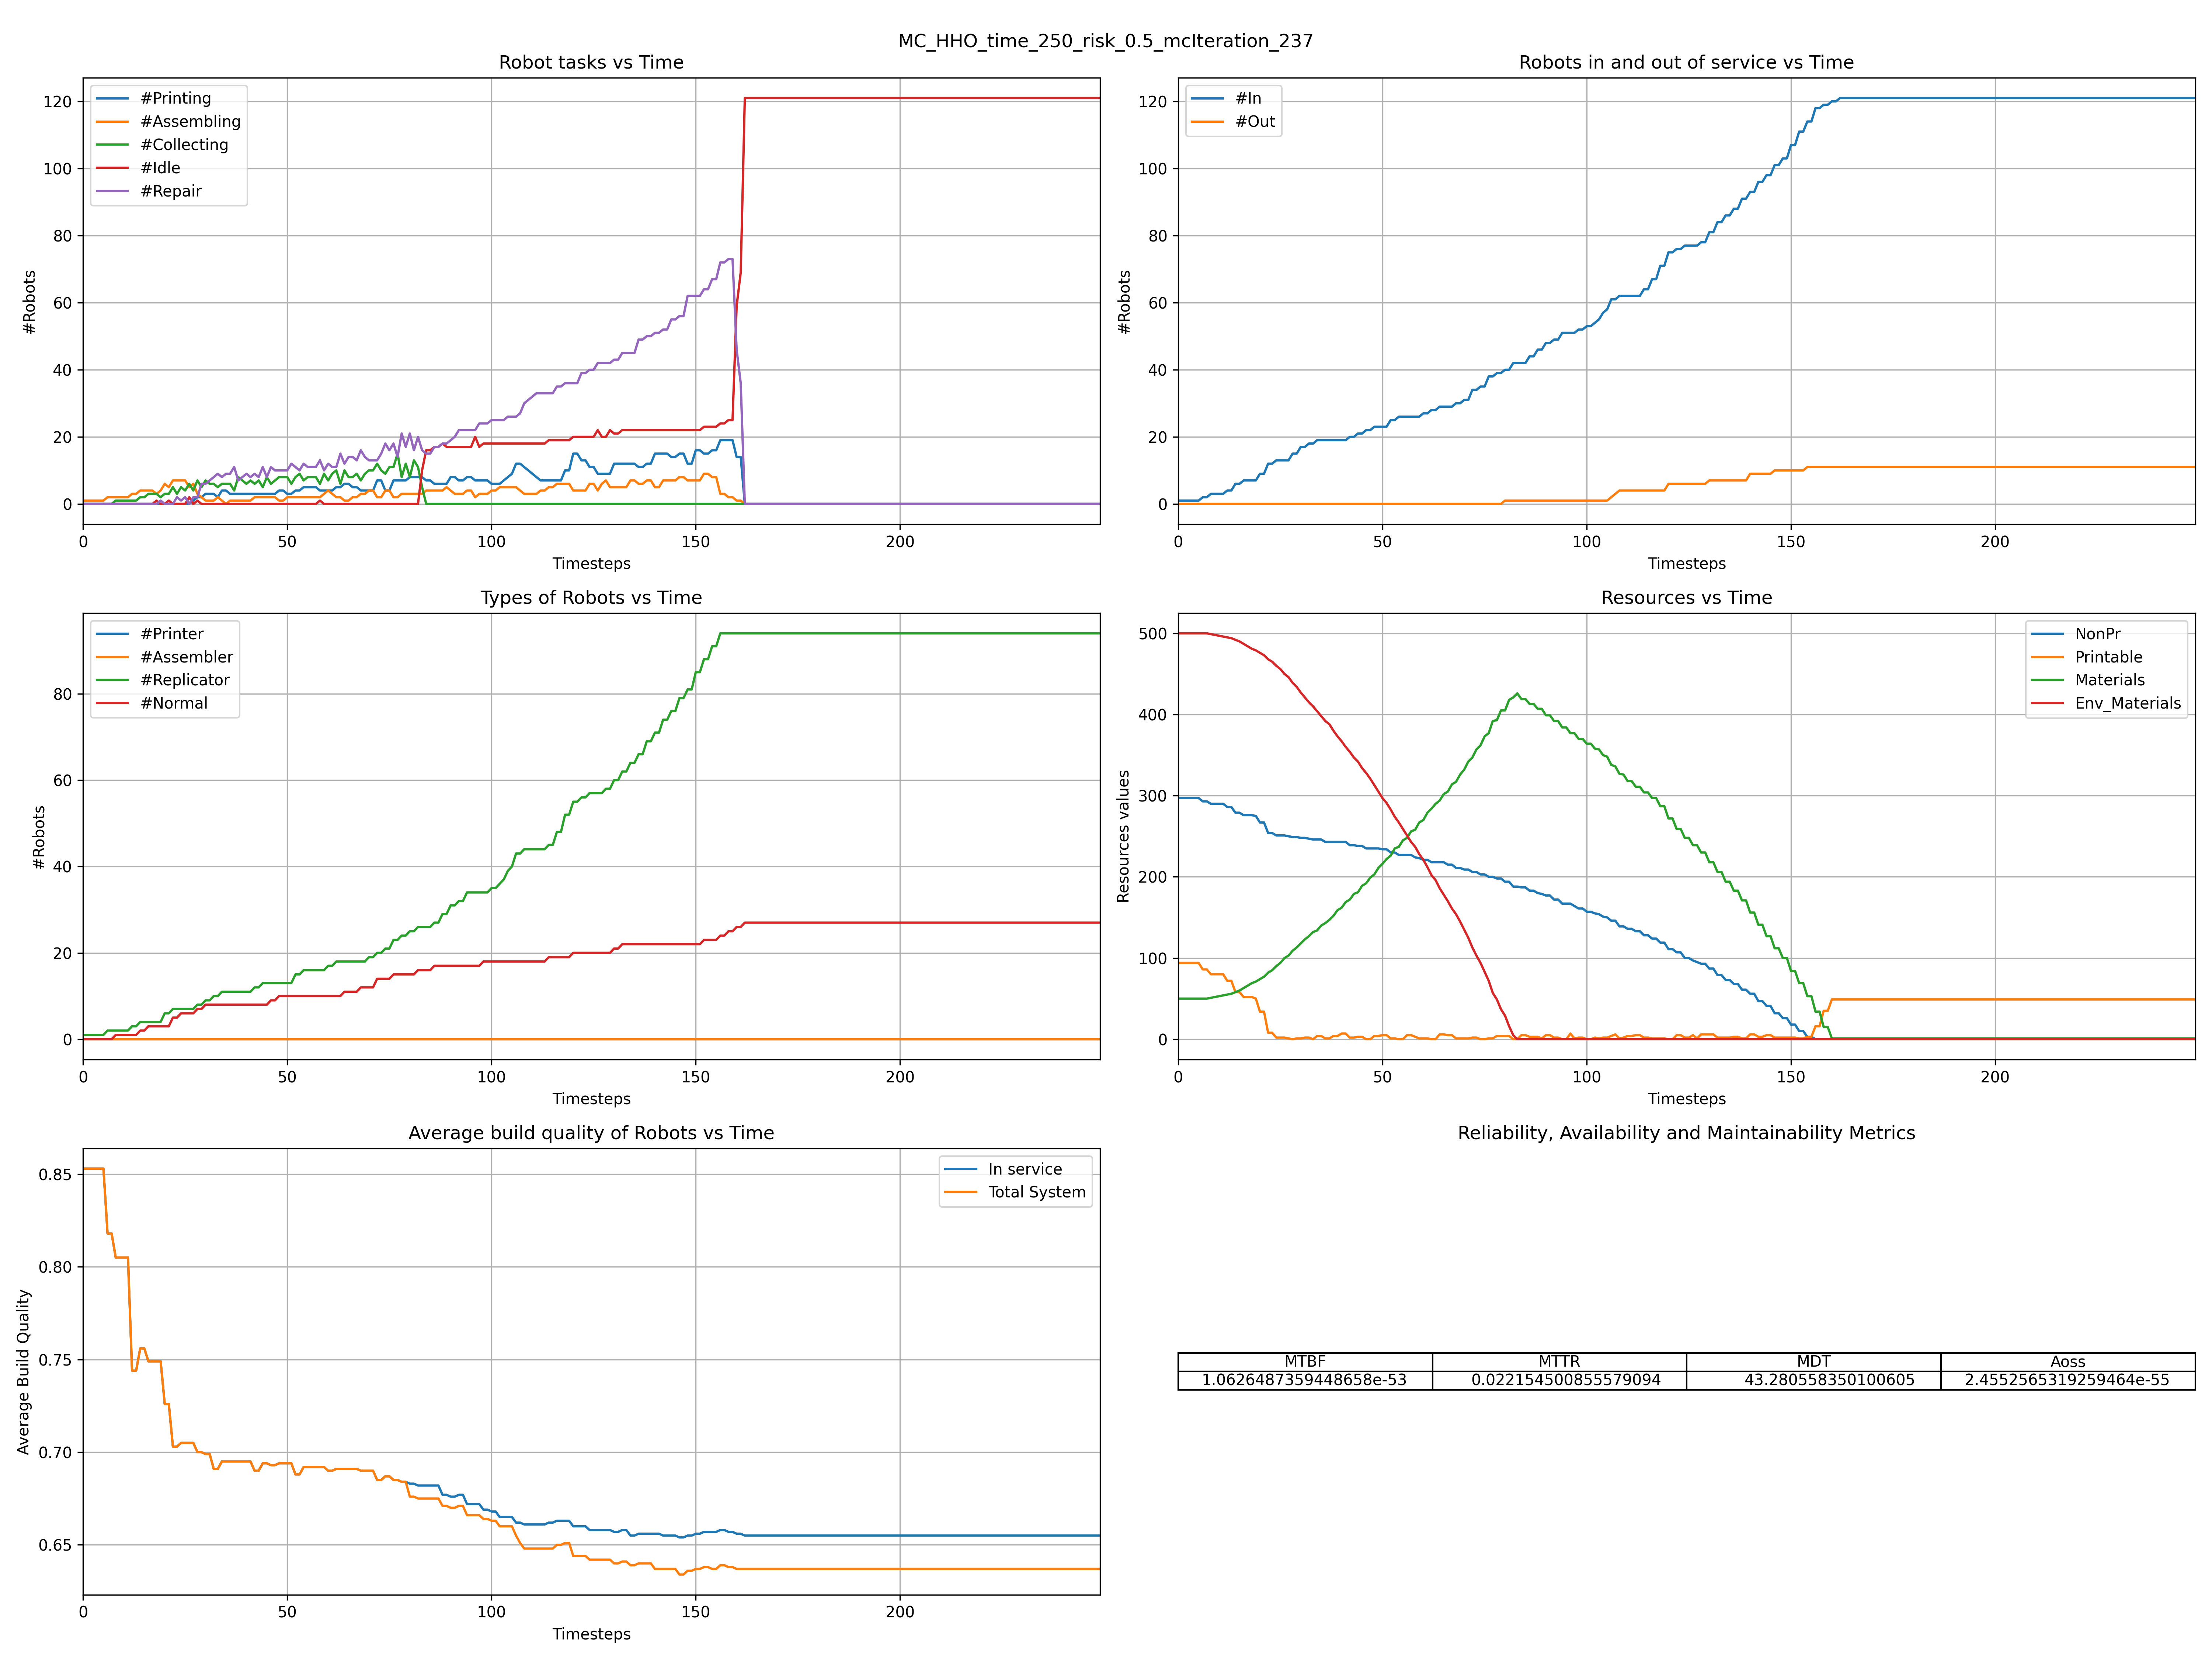 MC_HHO_time_250_risk_0.5_mcIteration_237
Robot tasks vs Time
#Printing
#Assembling
#Collecting
#Idle
#Repair
#Robots
120
100
80
60
40
20
0
0 50 100 150 200
Timesteps
Robots in and out of service vs Time
#In
#Out
#Robots
120
100
80
60
40
20
0
0 50 100 150 200
Timesteps
Types of Robots vs Time
#Printer
#Assembler
#Replicator
#Normal
#Robots
80
60
40
20
0
0 50 100 150 200
Timesteps
Resources vs Time
NonPr
Printable
Materials
Env_Materials
Resources values
500
400
300
200
100
0
0 50 100 150 200
Timesteps
Average build quality of Robots vs Time
In service
Total System
Average Build Quality
0.85
0.80
0.75
0.70
0.65
0 50 100 150 200
Timesteps
Reliability, Availability and Maintainability Metrics
MTBF MTTR MDT Aoss
1.0626487359448658e-53 0.022154500855579094 43.280558350100605 2.4552565319259464e-55